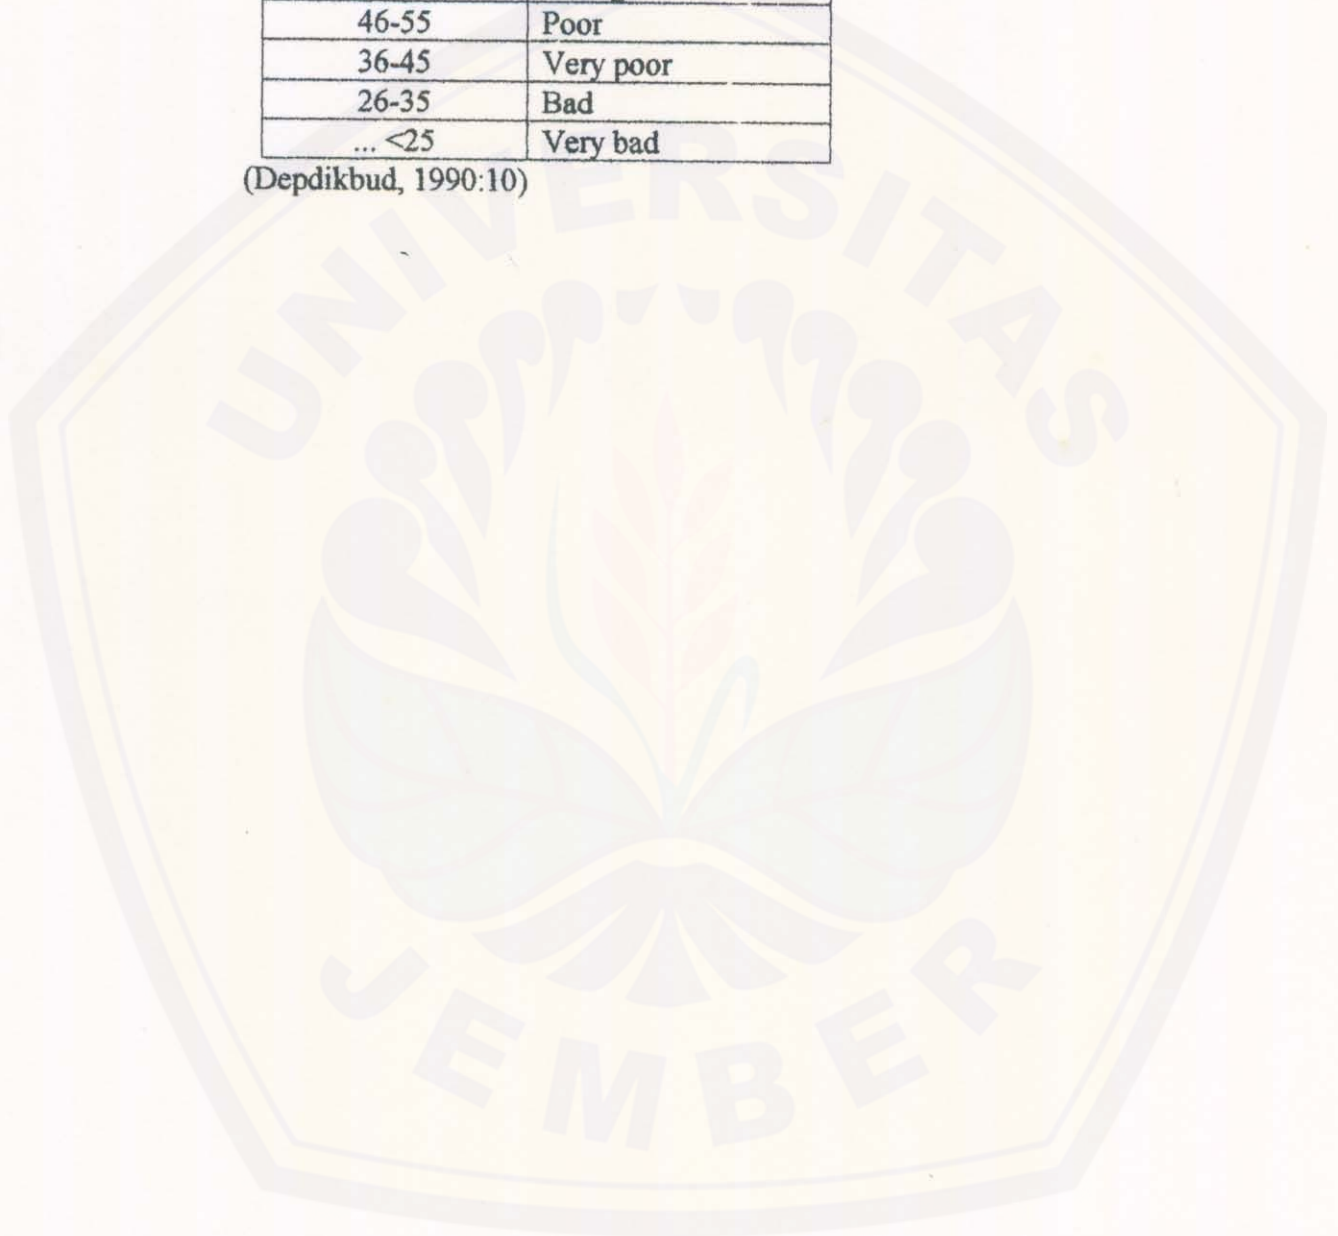 46-55 Poor
36-45 Very poor
26-35 Bad
... <25 Very bad
(Depdikbud, 1990:10)
UNIVERSITAS
JEMBER